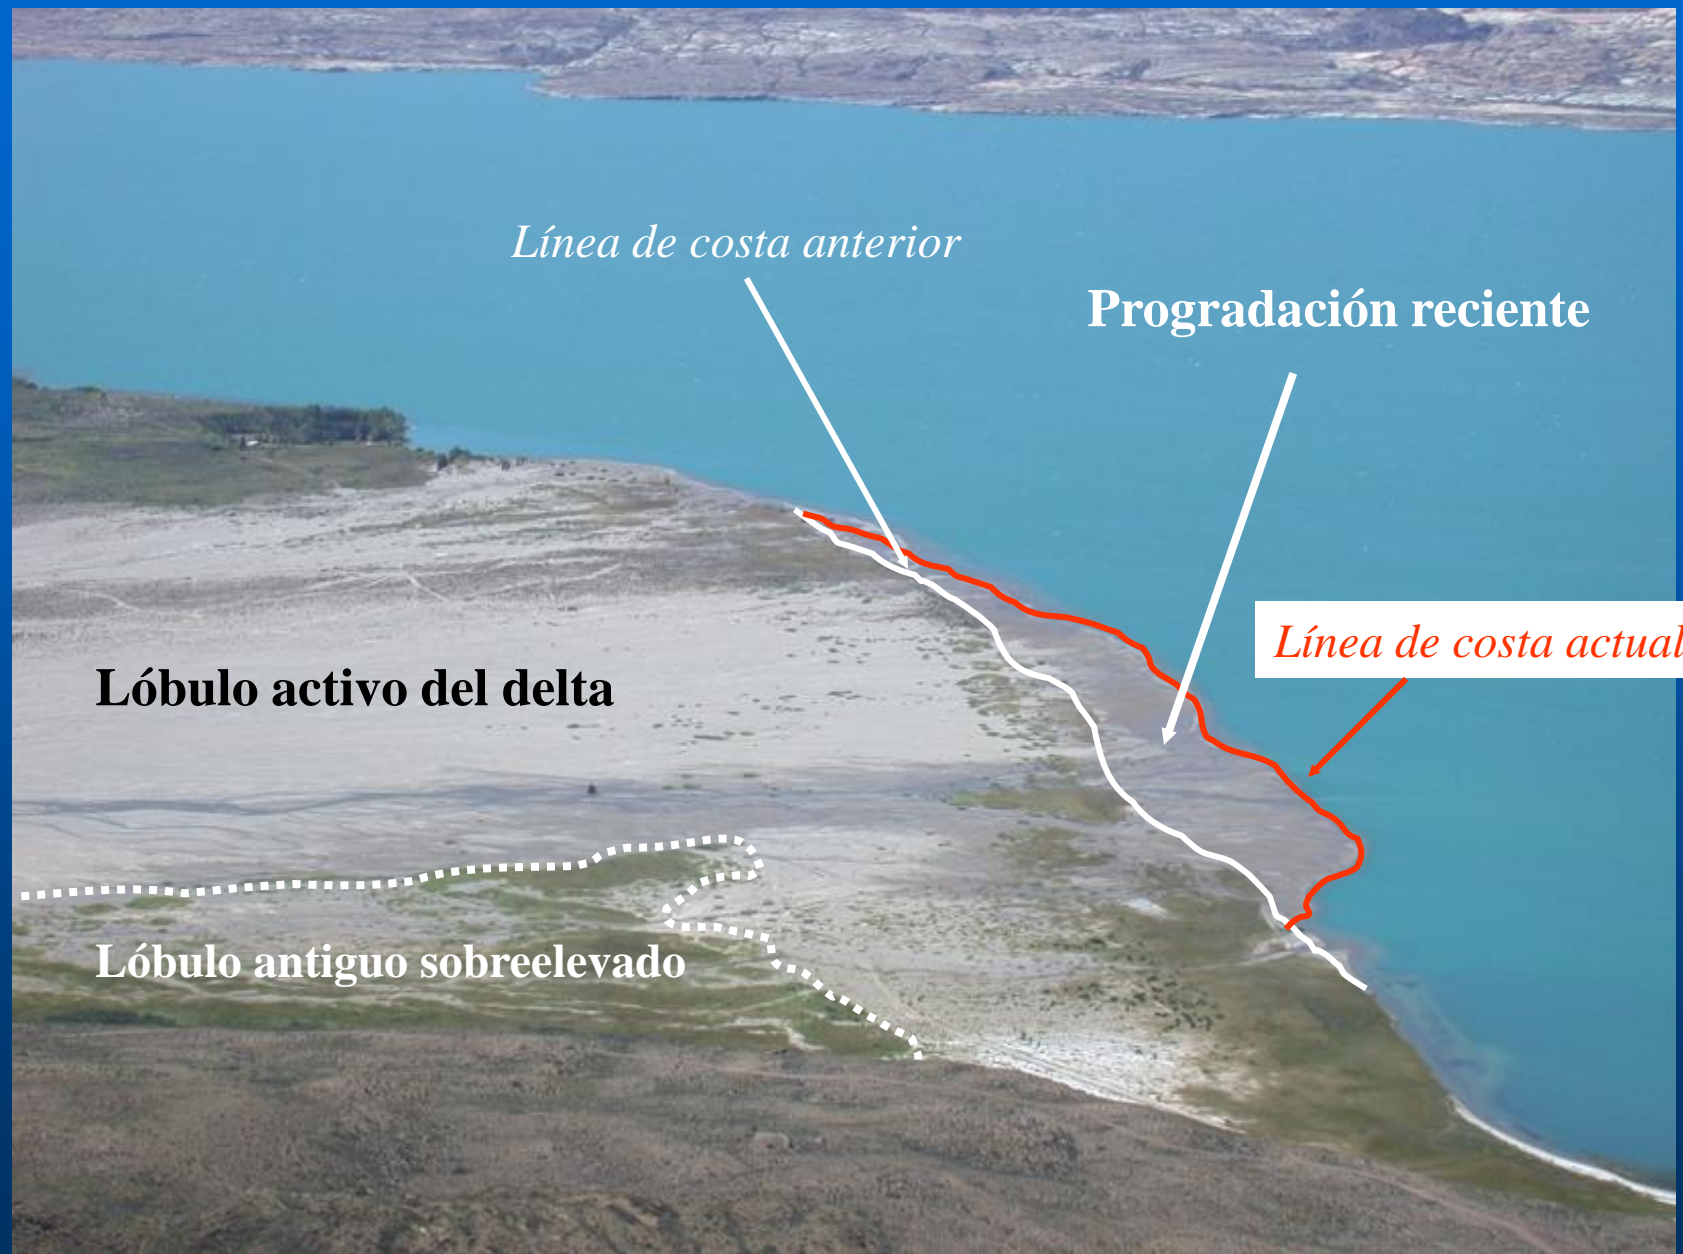 Línea de costa anterior
Progradación reciente
Línea de costa actual
Lóbulo activo del delta
Lóbulo antiguo sobreelevado